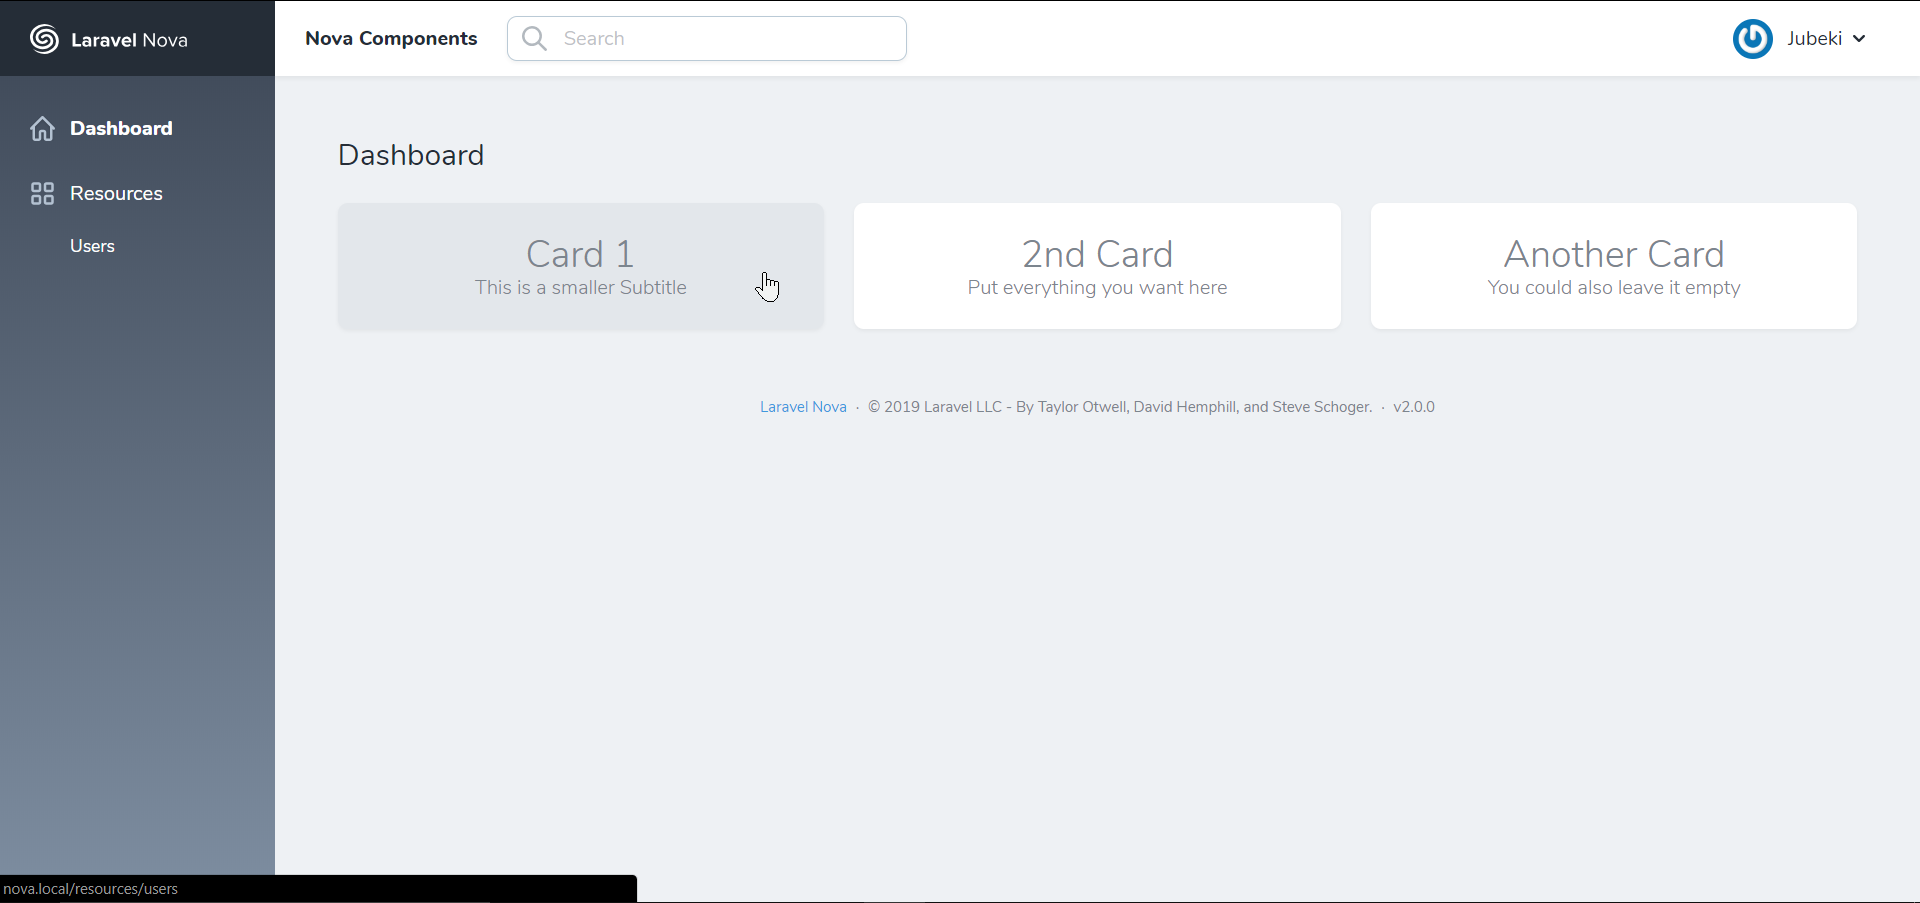 Laravel Nova
Nova Components
Search
Jubeki
Dashboard
Resources
Users
Dashboard
Card 1
This is a smaller Subtitle
2nd Card
Put everything you want here
Another Card
You could also leave it empty
Laravel Nova · © 2019 Laravel LLC - By Taylor Otwell, David Hemphill, and Steve Schoger. · v2.0.0
nova.local/resources/users